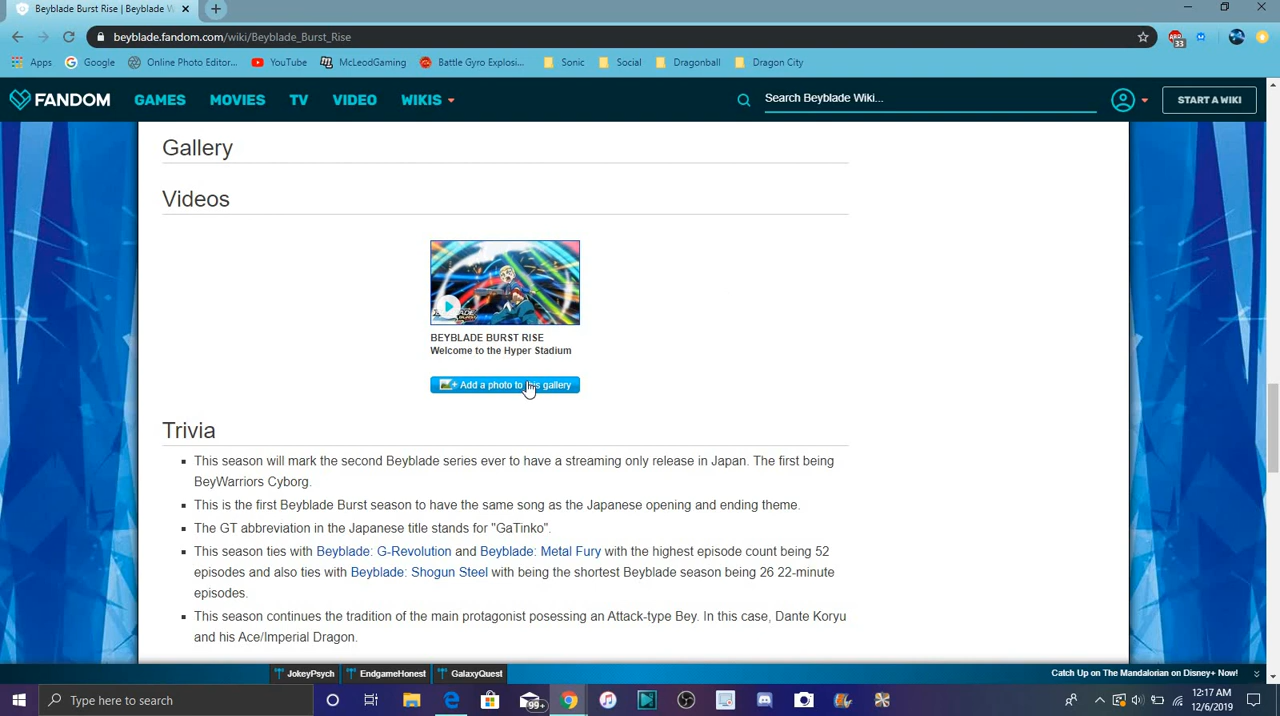 Beyblade Burst Rise | Beyblade W
beyblade.fandom.com/wiki/Beyblade_Burst_Rise
33
Apps Google Online Photo Editor... YouTube McLeodGaming Battle Gyro Explosi... Sonic Social Dragonball Dragon City
FANDOM GAMES MOVIES TV VIDEO WIKIS Search Beyblade Wiki... START A WIKI
Gallery
Videos
BEYBLADE BURST RISE
Welcome to the Hyper Stadium
Add a photo to this gallery
Trivia
This season will mark the second Beyblade series ever to have a streaming only release in Japan. The first being
BeyWarriors Cyborg.
This is the first Beyblade Burst season to have the same song as the Japanese opening and ending theme.
The GT abbreviation in the Japanese title stands for "GaTinko".
This season ties with Beyblade: G-Revolution and Beyblade: Metal Fury with the highest episode count being 52
episodes and also ties with Beyblade: Shogun Steel with being the shortest Beyblade season being 26 22-minute
episodes.
This season continues the tradition of the main protagonist posessing an Attack-type Bey. In this case, Dante Koryu
and his Ace/Imperial Dragon.
JokeyPsych EndgameHonest GalaxyQuest Catch Up on The Mandalorian on Disney+ Now!
Type here to search 99+ 12:17 AM
12/6/2019